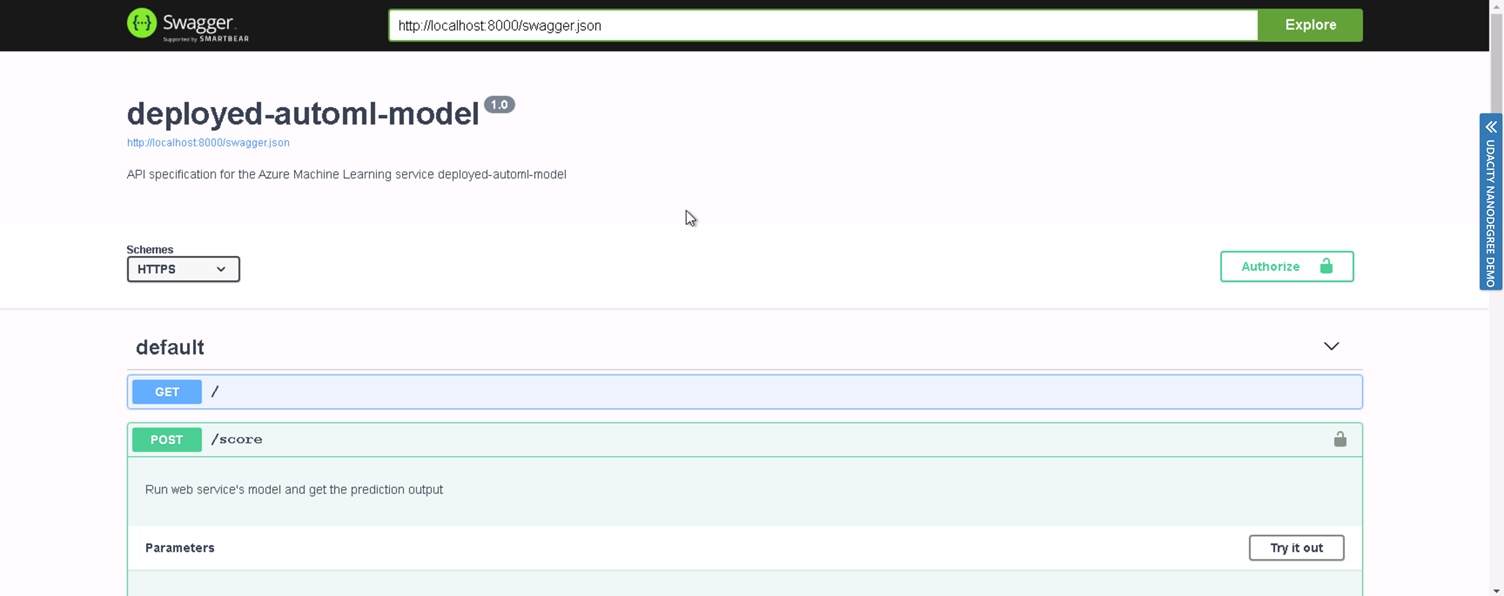 Swagger
Supported by SMARTBEAR
http://localhost:8000/swagger.json
Explore
deployed-automl-model 1.0
http://localhost:8000/swagger.json
API specification for the Azure Machine Learning service deployed-automl-model
UDACITY NANODEGREE DEMO
Schemes
HTTPS
Authorize
default
GET /
POST /score
Run web service's model and get the prediction output
Parameters
Try it out